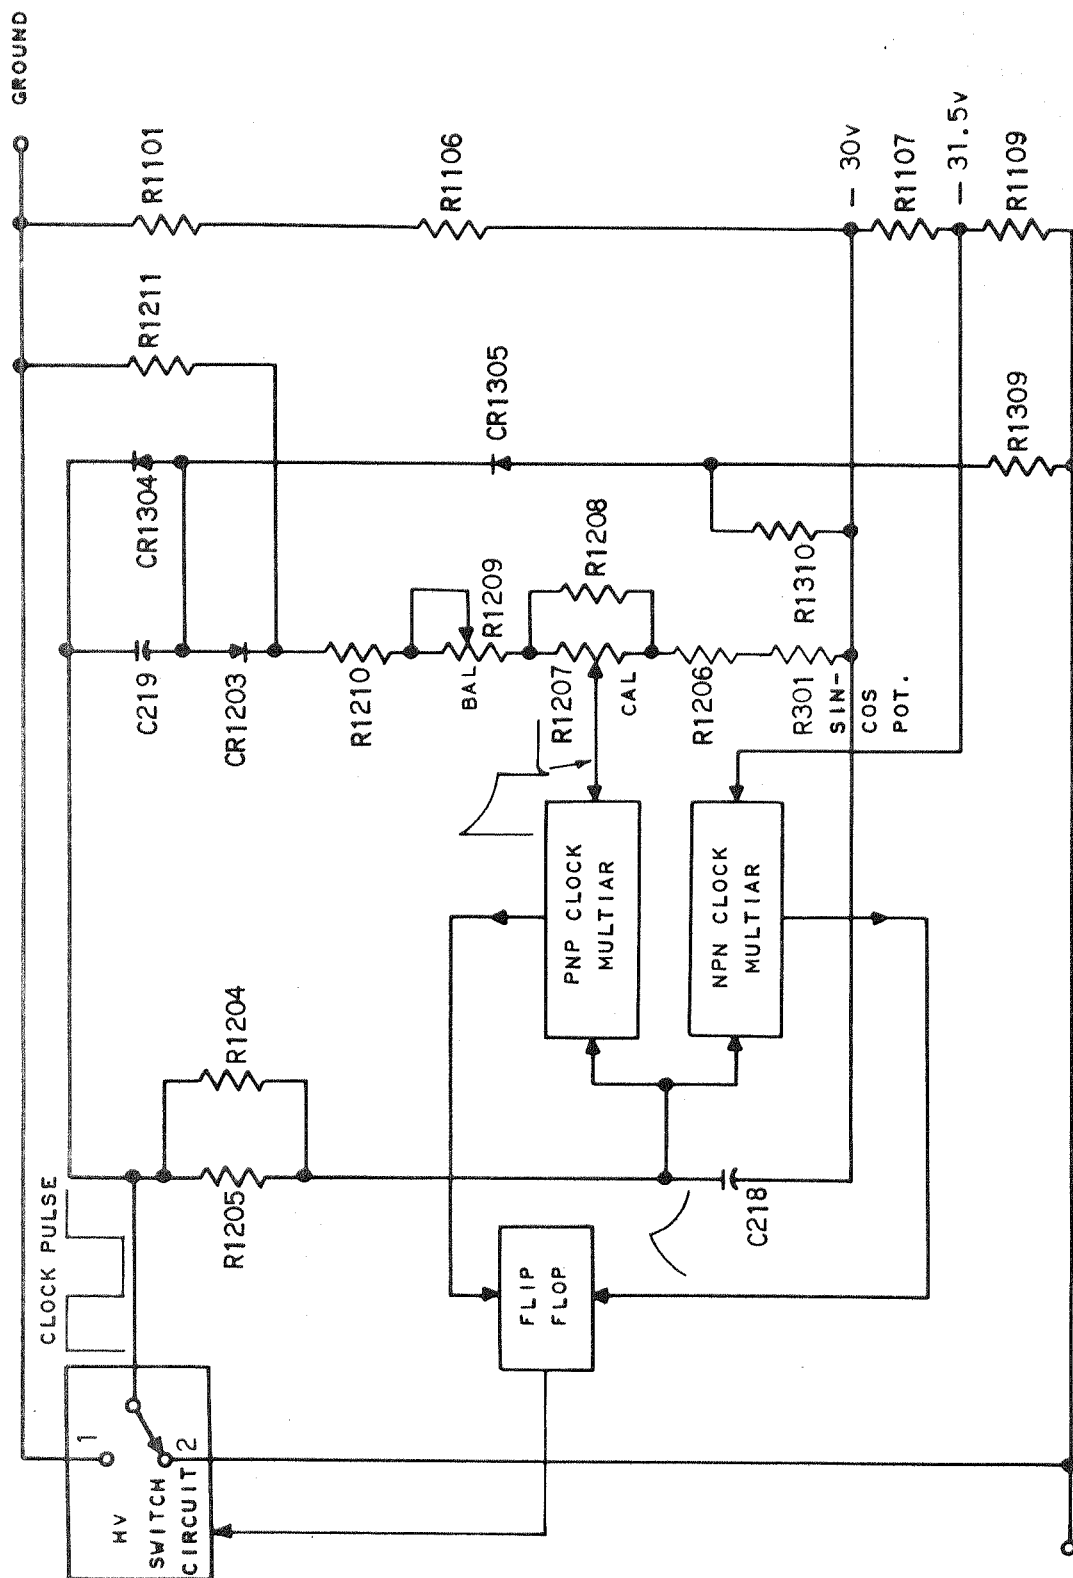 GROUND
R1101
R1106
– 30v
R1107
– 31.5v
R1109
R1211
CR1304
CR1305
R1309
C219
CR1203
R1210
R1209
BAL
R1208
R1207
CAL
R1206
R1310
R301
SIN-
COS
POT.
PNP CLOCK
MULTIAR
NPN CLOCK
MULTIAR
R1204
R1205
CLOCK PULSE
C218
FLIP
FLOP
1
HV
SWITCH
CIRCUIT 2